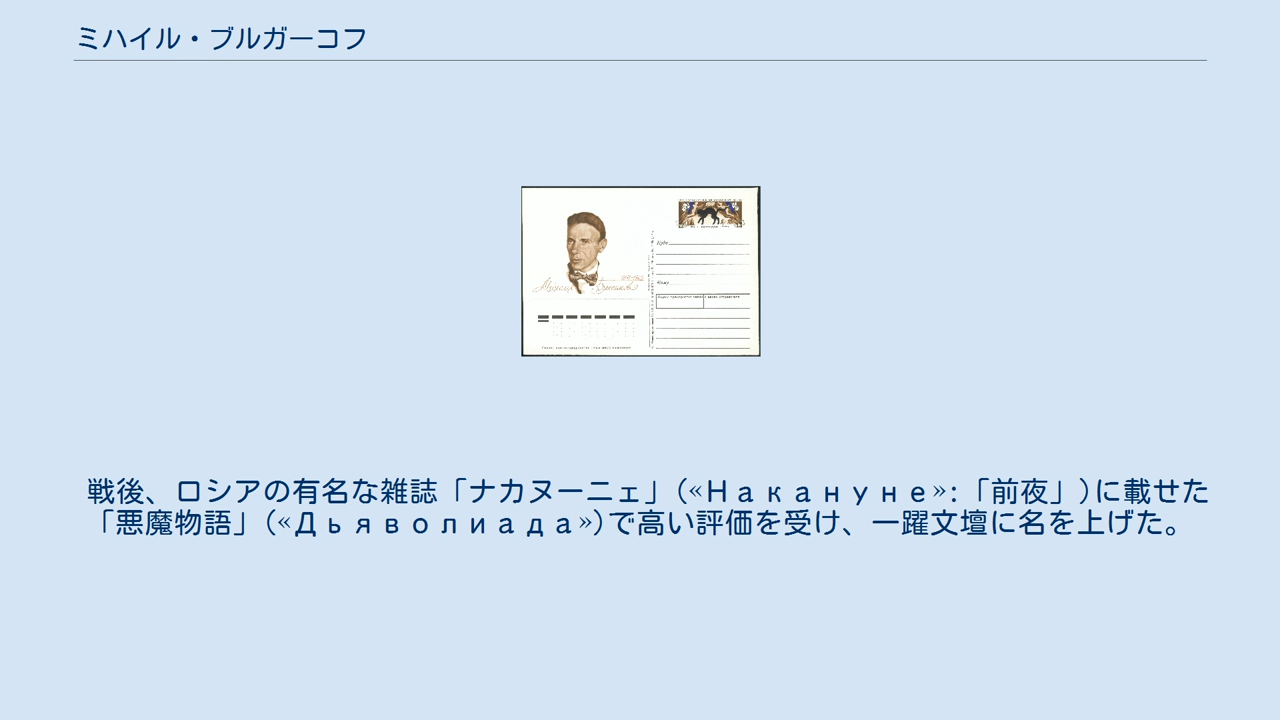 ミハイル・ブルガーコフ
Куда
Кому
戦後、ロシアの有名な雑誌「ナカヌーニェ」(«Накануне»:「前夜」)に載せた
「悪魔物語」(«Дьяволиада»)で高い評価を受け、一躍文壇に名を上げた。